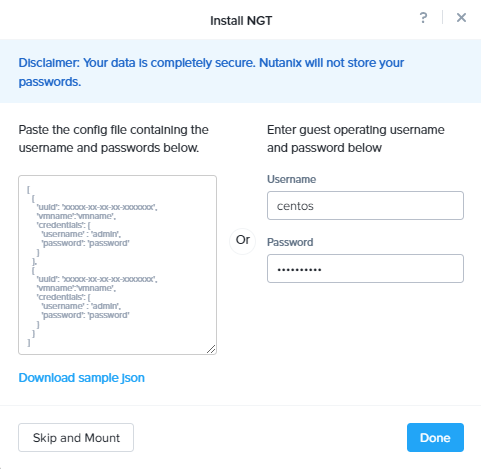 Install NGT
?
Disclaimer: Your data is completely secure. Nutanix will not store your
passwords.
Paste the config file containing the
username and passwords below.
[
[
"uuid": "xxxxx-xx-xx-xx-xxxxxxx",
"vmname":"vmname",
"credentials": [
"username" : "admin",
"password": "password"
]
],
[
"uuid": "xxxxx-xx-xx-xx-xxxxxxx",
"vmname":"vmname",
"credentials": [
"username" : "admin",
"password": "password"
]
]
]
Download sample json
Or
Enter guest operating username
and password below
Username
centos
Password
••••••••••
Skip and Mount
Done